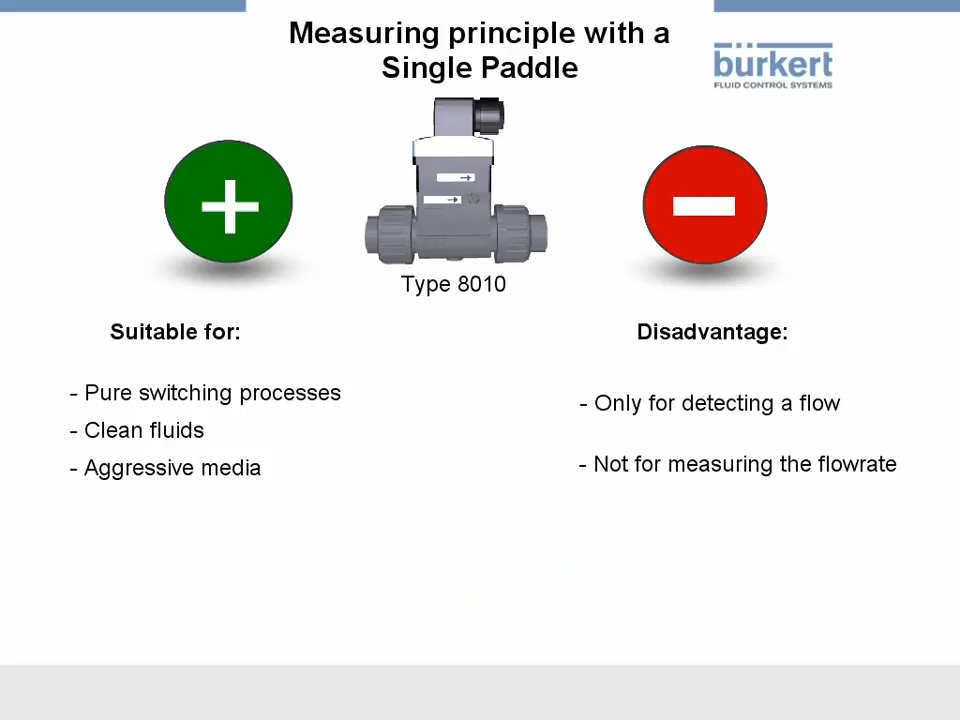 Measuring principle with a
Single Paddle
bürkert
FLUID CONTROL SYSTEMS
Type 8010
Suitable for:
- Pure switching processes
- Clean fluids
- Aggressive media
Disadvantage:
- Only for detecting a flow
- Not for measuring the flowrate